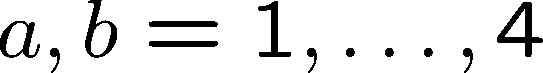 a, b = 1, . . . , 4